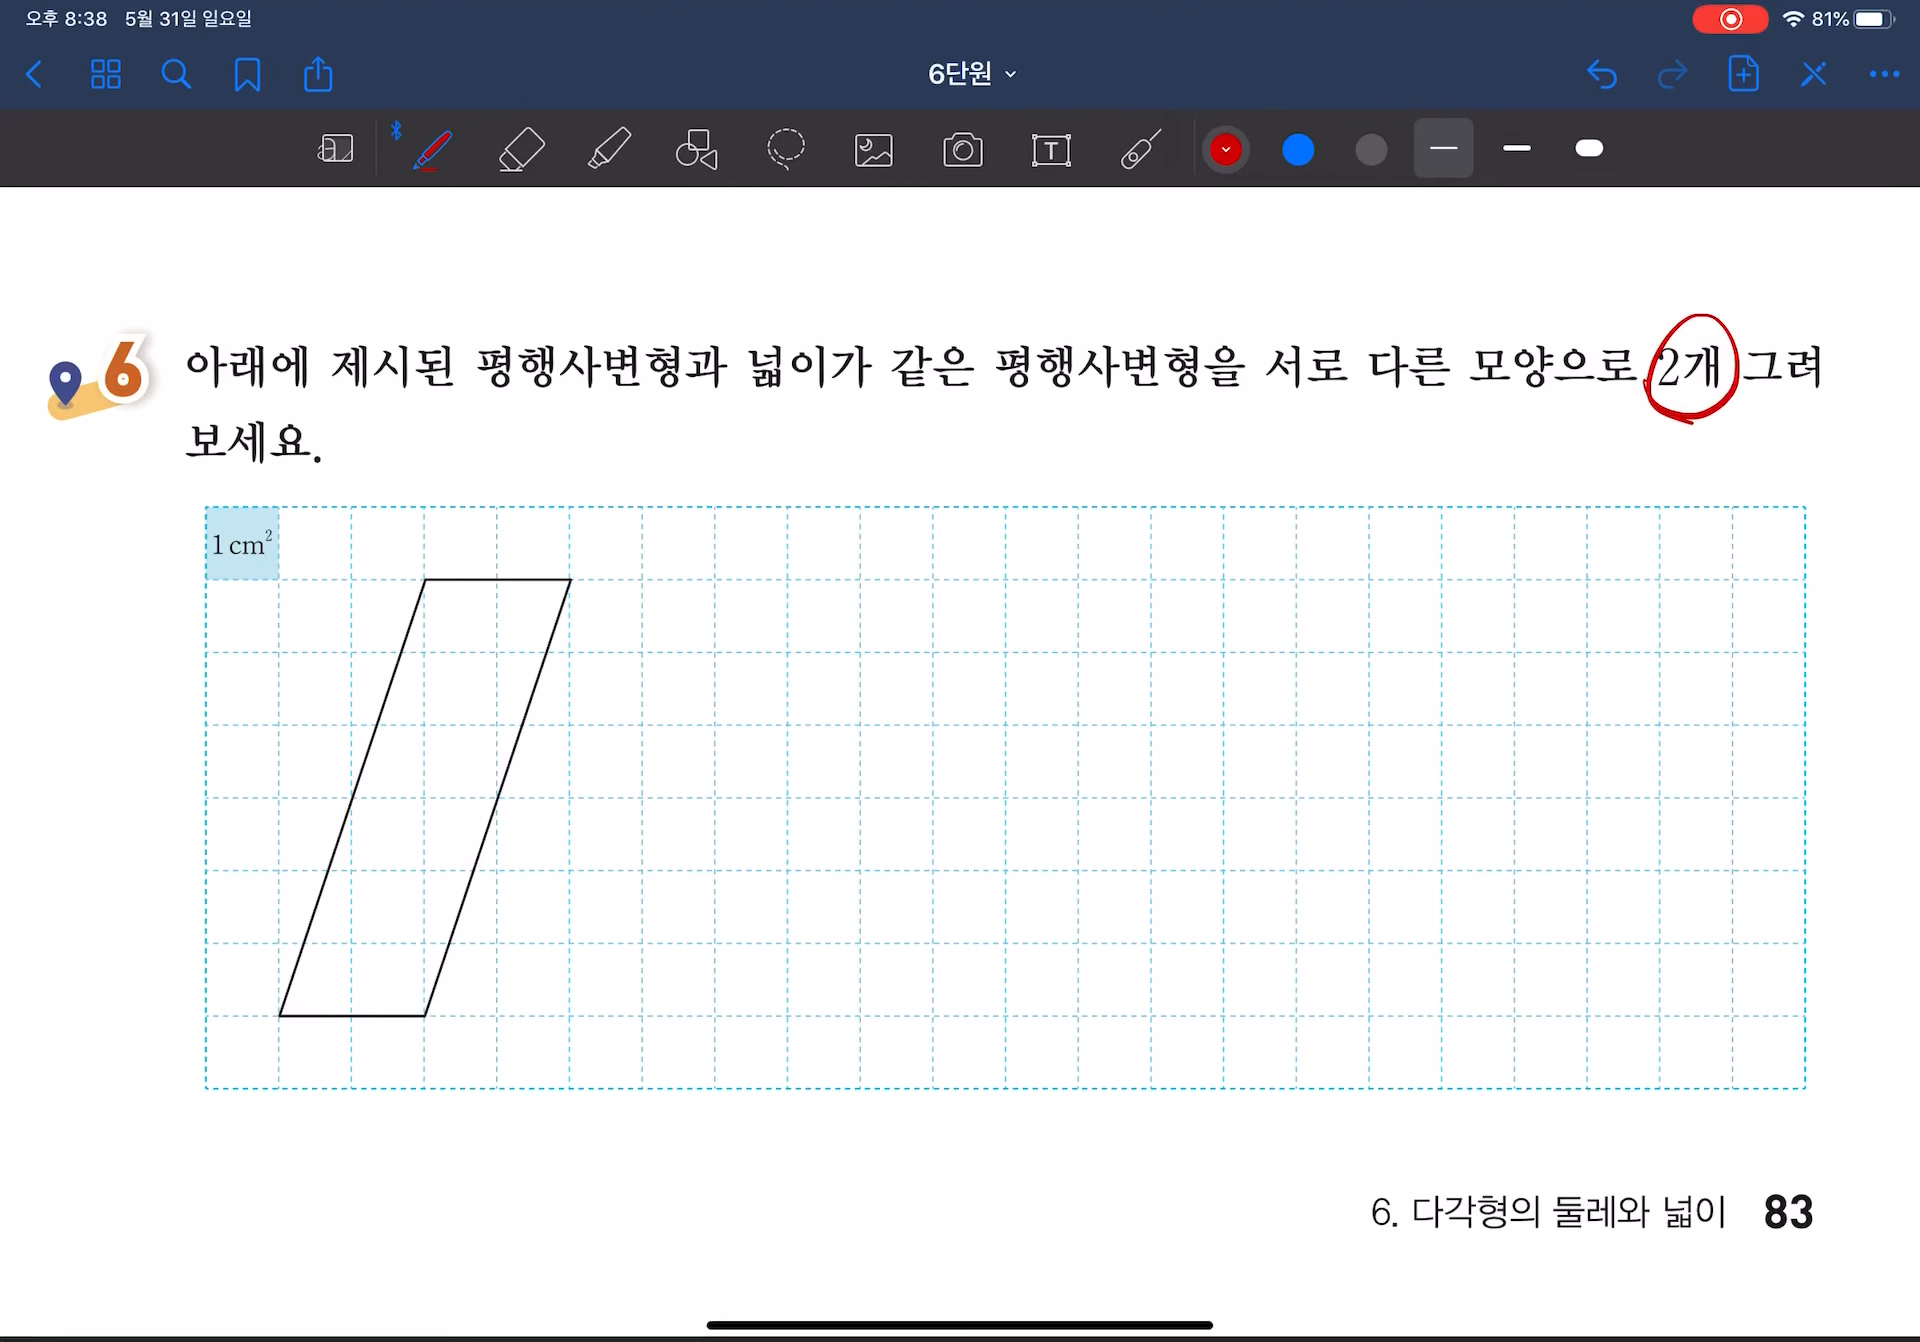 오후 8:38 5월 31일 일요일
81%
6단원
6 아래에 제시된 평행사변형과 넓이가 같은 평행사변형을 서로 다른 모양으로 2개 그려
보세요.
1 cm²
6. 다각형의 둘레와 넓이 83